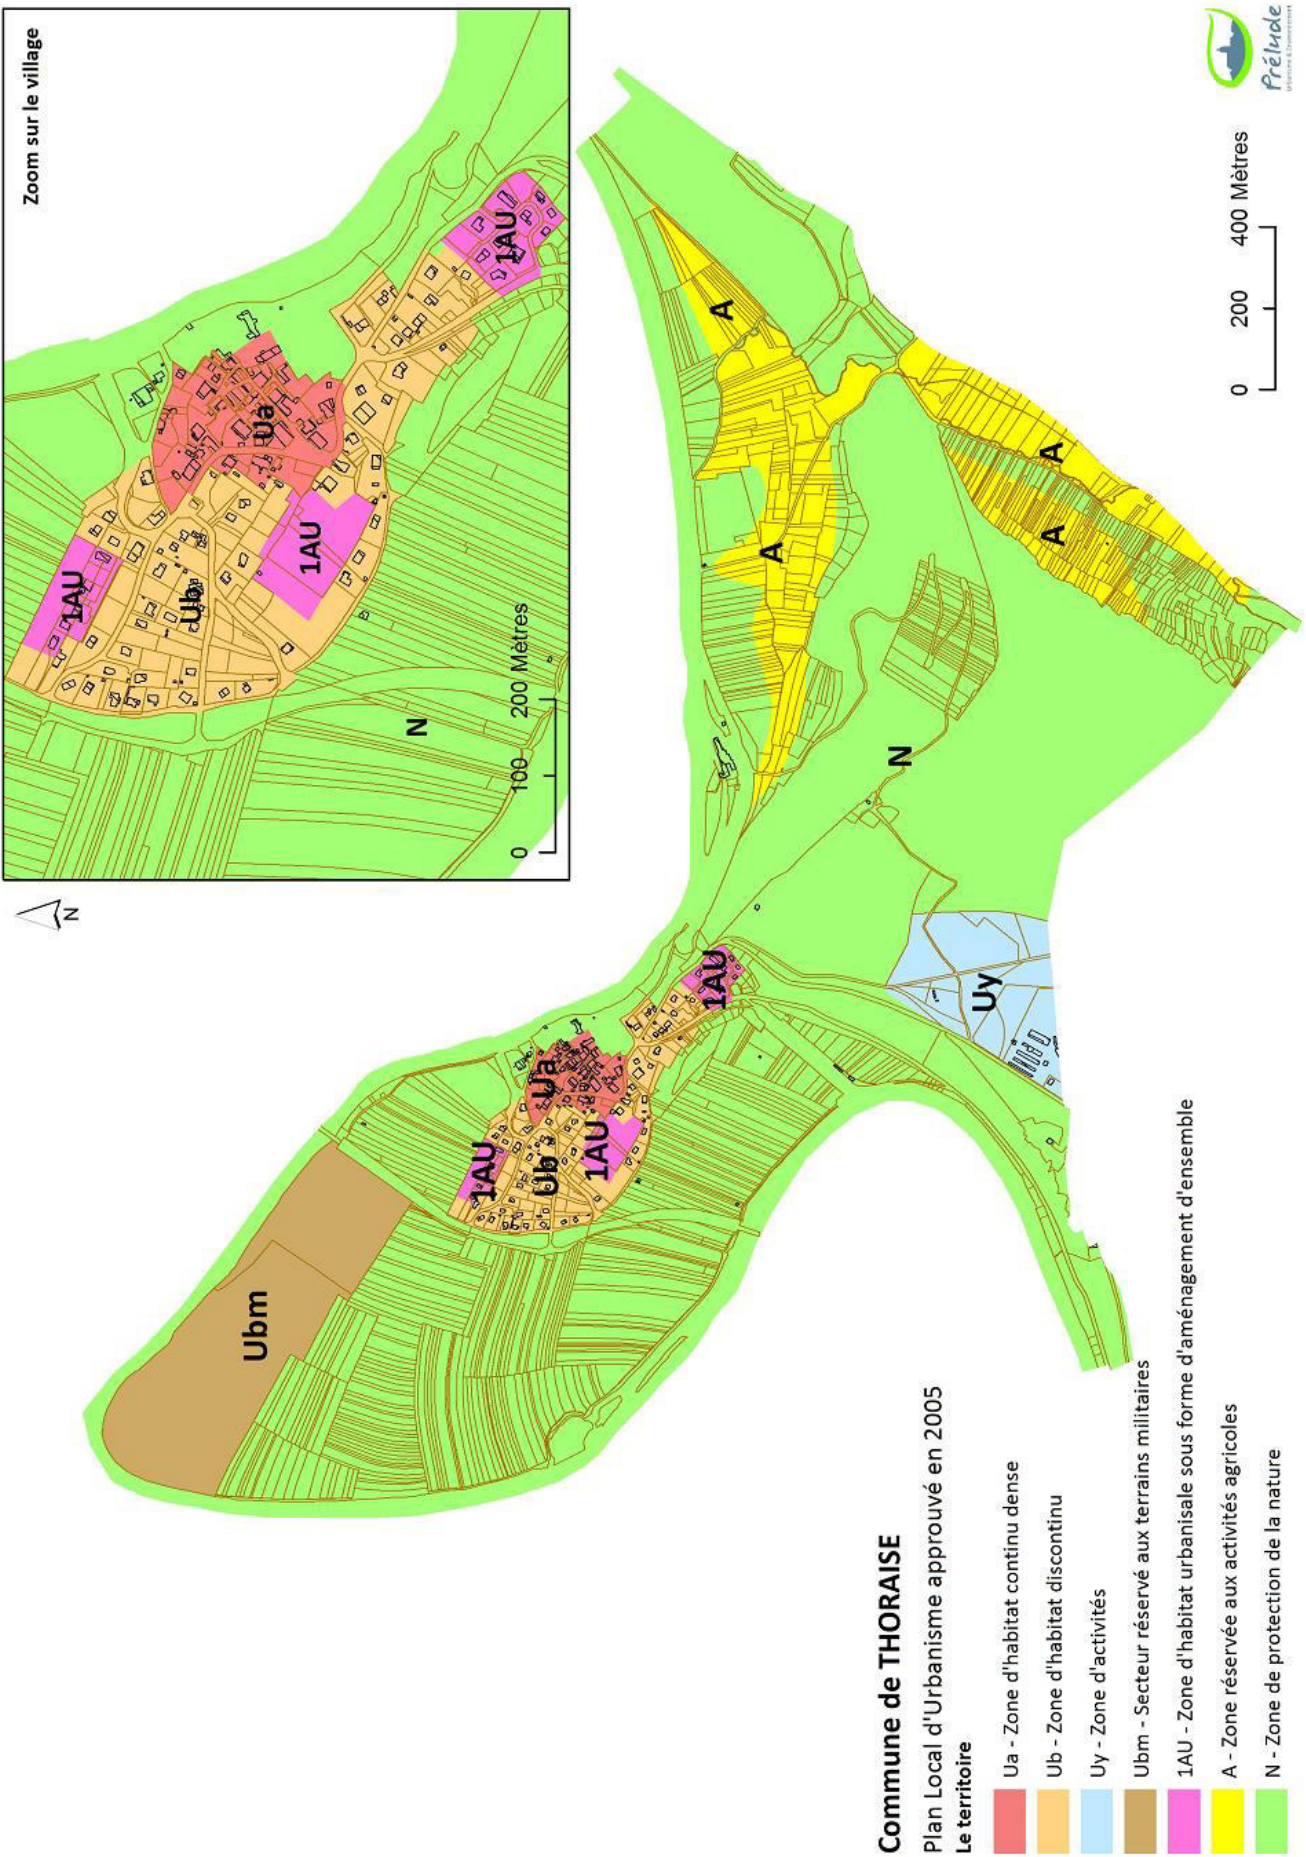 Zoom sur le village
1AU
Ua
1AU
Ub
1AU
N
0 100 200 Mètres
N
Ubm
1AU
Ua
Ub
1AU
1AU
Uy
N
A
A
A
A
0 200 400 Mètres
Commune de THORAISE
Plan Local d'Urbanisme approuvé en 2005
Le territoire
Ua - Zone d'habitat continu dense
Ub - Zone d'habitat discontinu
Uy - Zone d'activités
Ubm - Secteur réservé aux terrains militaires
1AU - Zone d'habitat urbanisale sous forme d'aménagement d'ensemble
A - Zone réservée aux activités agricoles
N - Zone de protection de la nature
Prélude
Urbanisme & Environnement